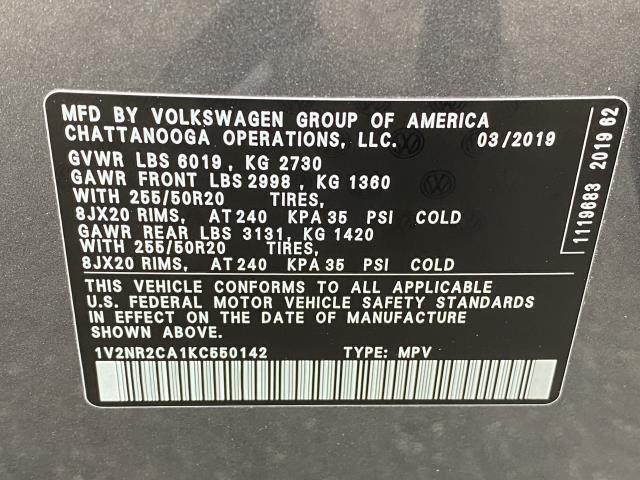 MFD BY VOLKSWAGEN GROUP OF AMERICA
CHATTANOOGA OPERATIONS, LLC. 03/2019
GVWR LBS 6019, KG 2730
GAWR FRONT LBS 2998, KG 1360
WITH 255/50R20 TIRES,
8JX20 RIMS, AT 240 KPA 35 PSI COLD
GAWR REAR LBS 3131, KG 1420
WITH 255/50R20 TIRES,
8JX20 RIMS, AT 240 KPA 35 PSI COLD
THIS VEHICLE CONFORMS TO ALL APPLICABLE
U.S. FEDERAL MOTOR VEHICLE SAFETY STANDARDS
IN EFFECT ON THE DATE OF MANUFACTURE
SHOWN ABOVE
1V2NR2CA1KC550142 TYPE: MPV
1119683 2019 62